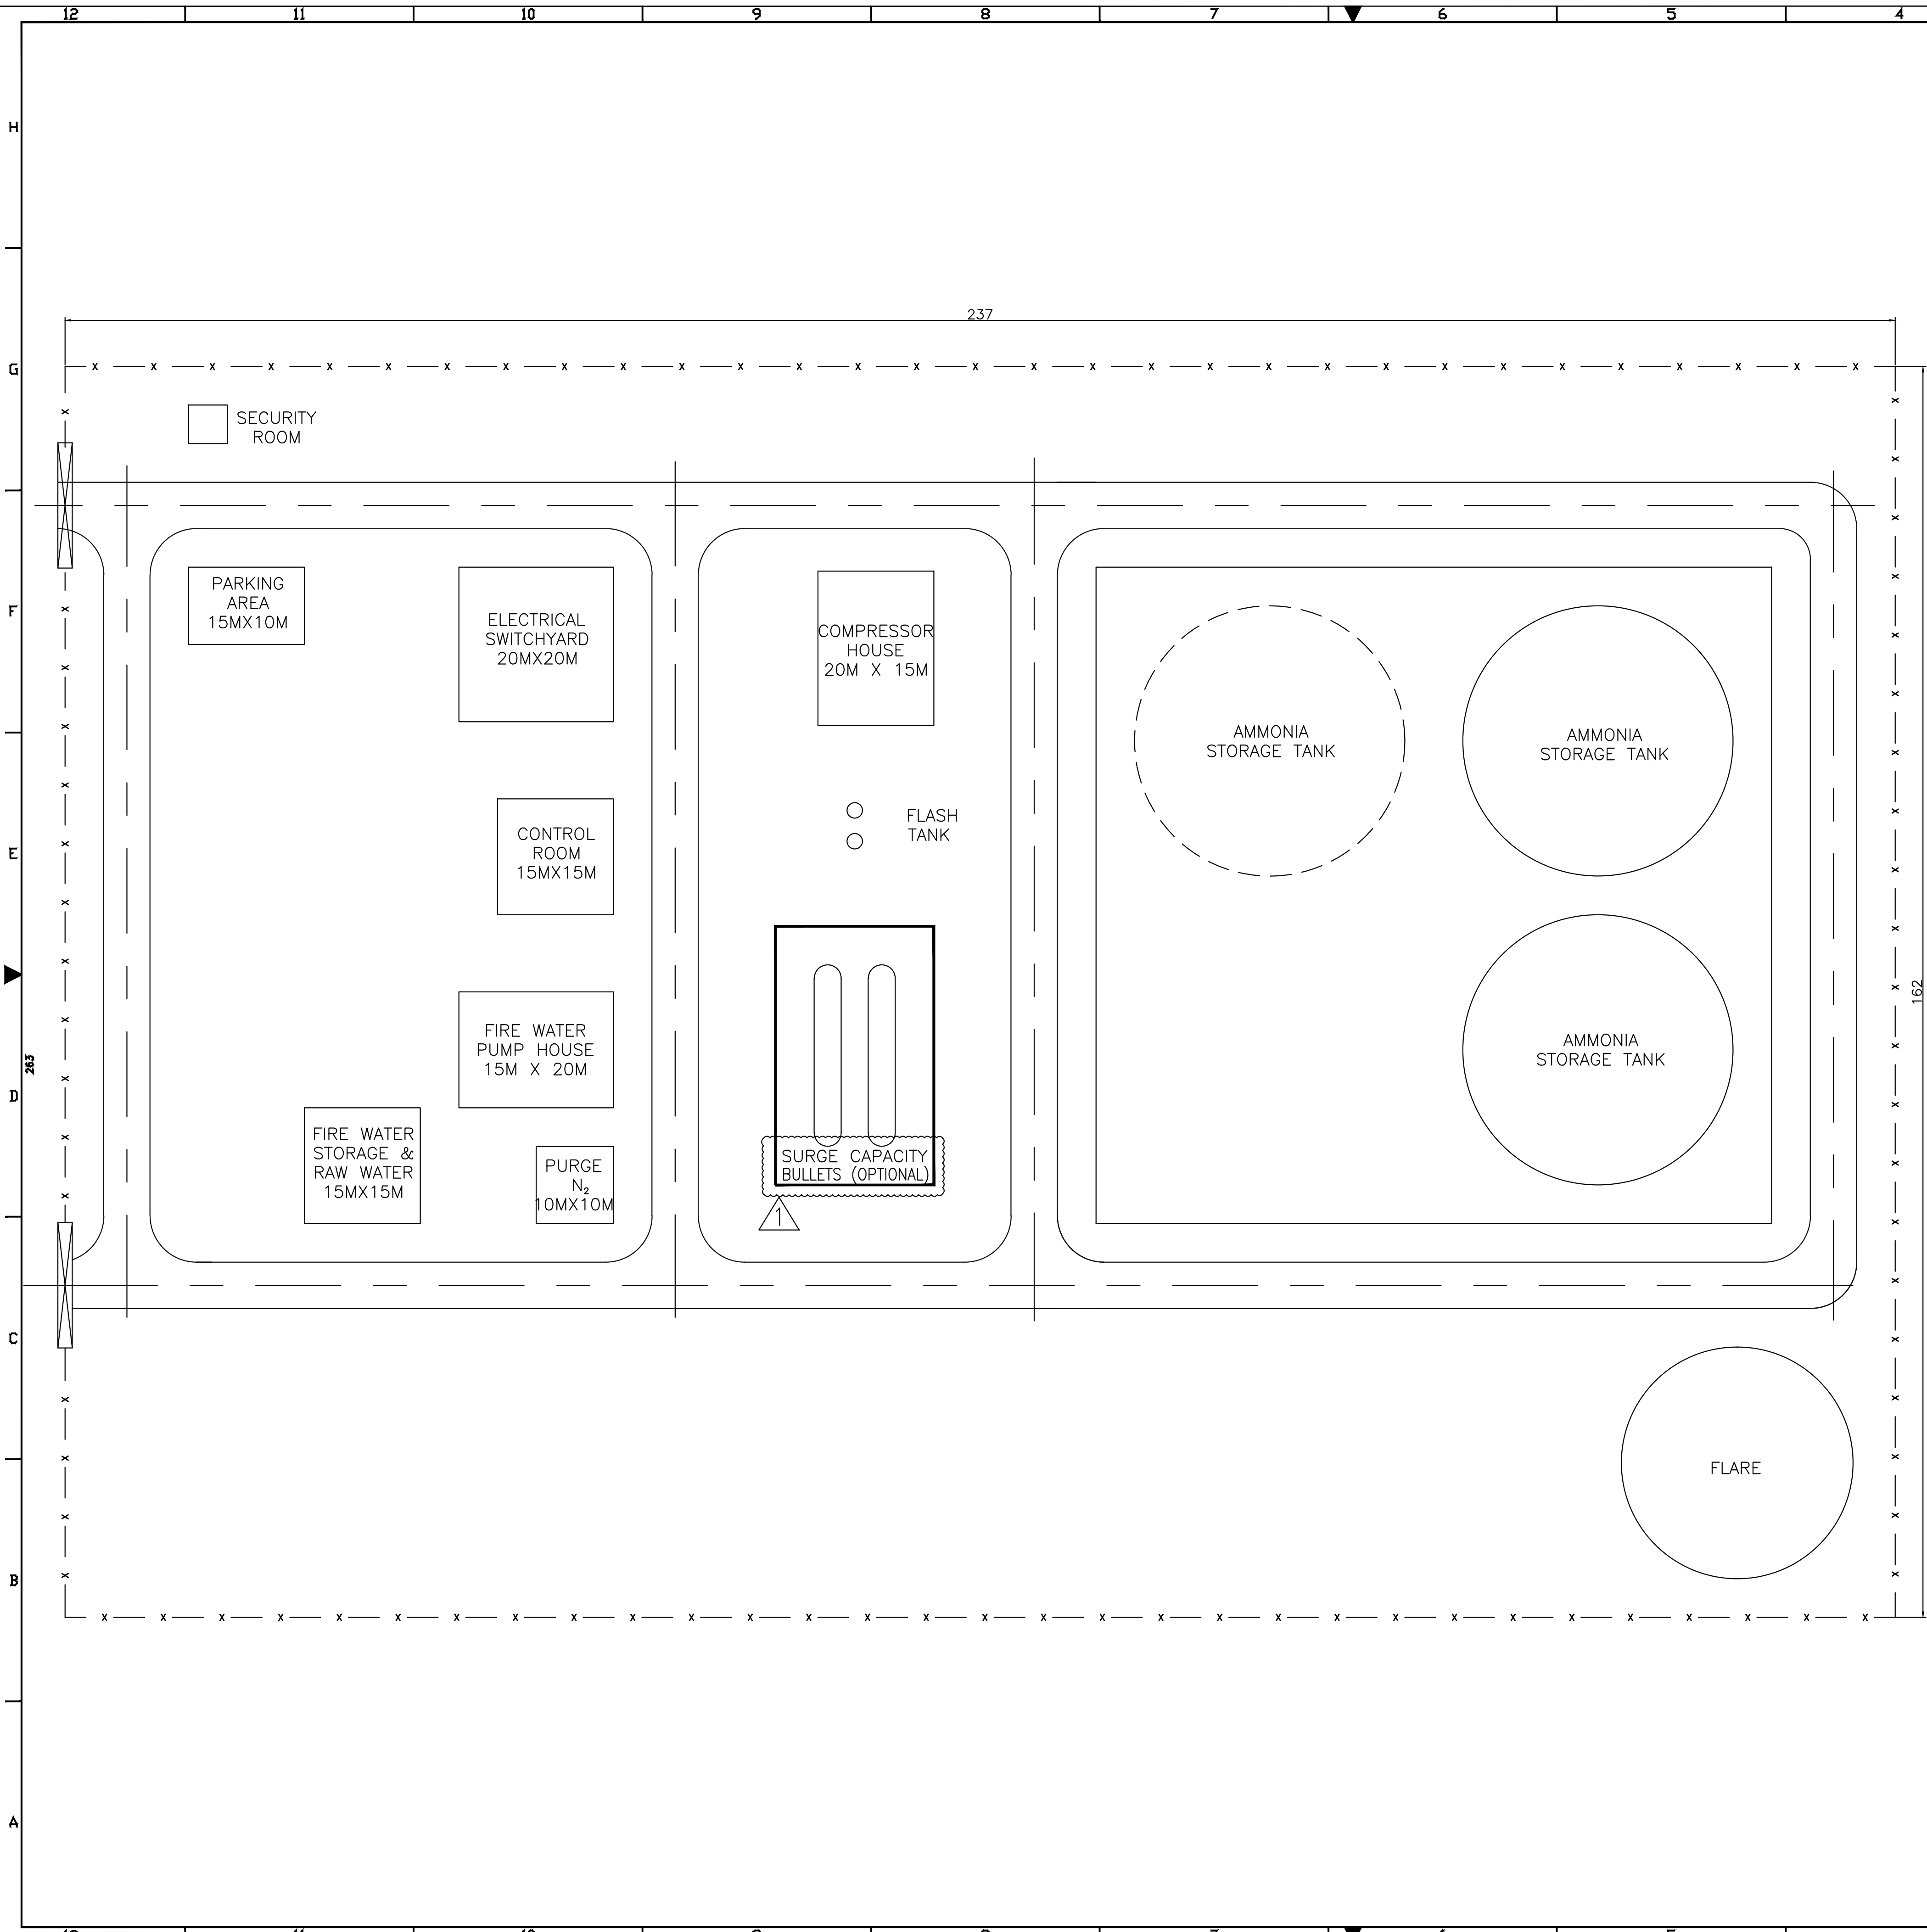 12 11 10 9 8 7 6 5 4
H
237
G
SECURITY
ROOM
PARKING
AREA
15MX10M
F
ELECTRICAL
SWITCHYARD
20MX20M
COMPRESSOR
HOUSE
20M X 15M
AMMONIA
STORAGE TANK
AMMONIA
STORAGE TANK
FLASH
TANK
E
CONTROL
ROOM
15MX15M
162
263
FIRE WATER
PUMP HOUSE
15M X 20M
AMMONIA
STORAGE TANK
D
FIRE WATER
STORAGE &
RAW WATER
15MX15M
PURGE
N₂
10MX10M
SURGE CAPACITY
BULLETS (OPTIONAL)
1
C
FLARE
B
A